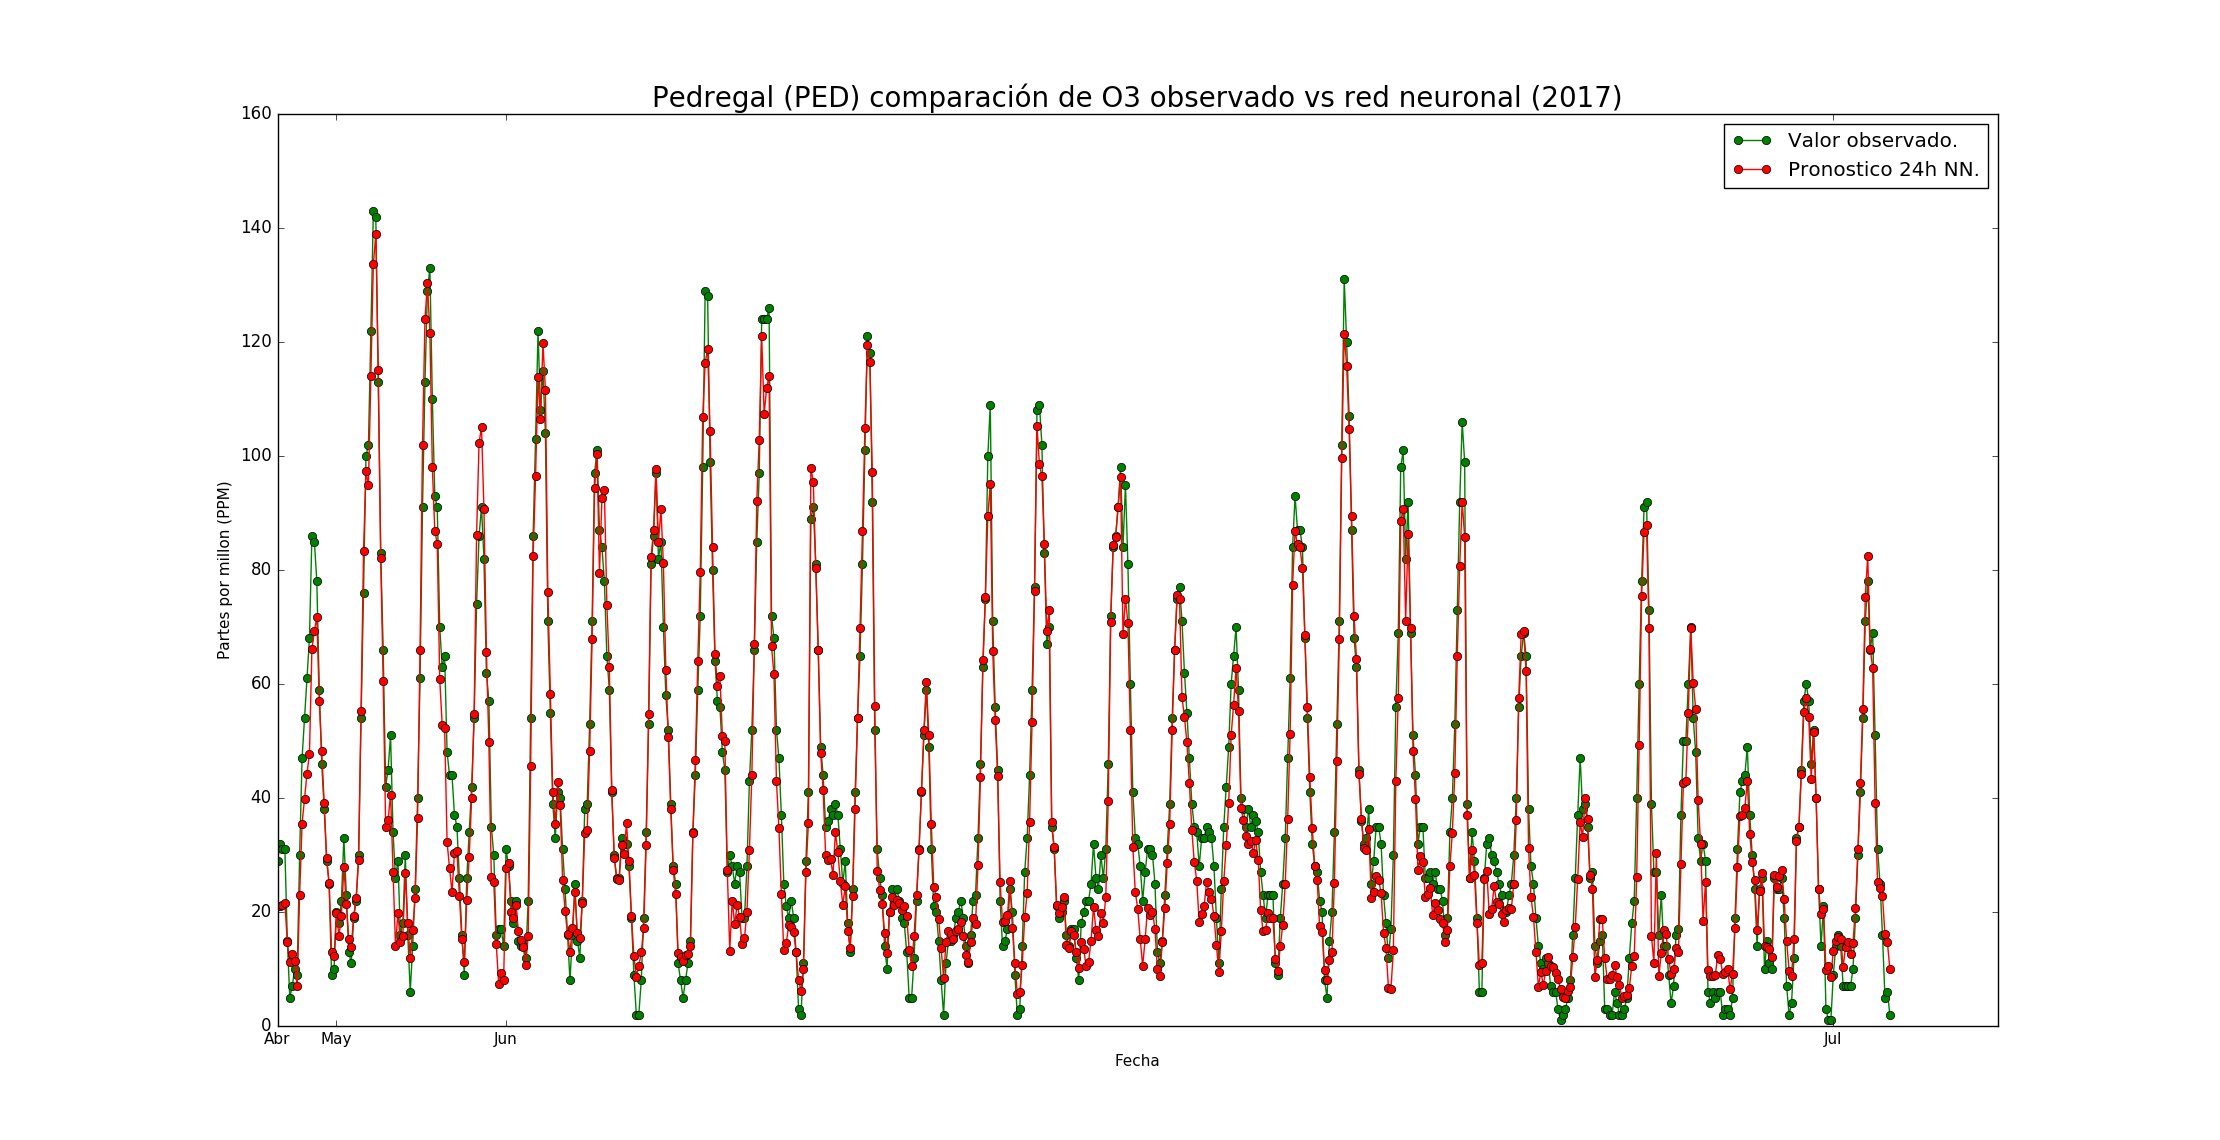 Pedregal (PED) comparación de O3 observado vs red neuronal (2017)
Valor observado.
Pronostico 24h NN.
Partes por millon (PPM)
160
140
120
100
80
60
40
20
0
Abr May Jun Jul
Fecha